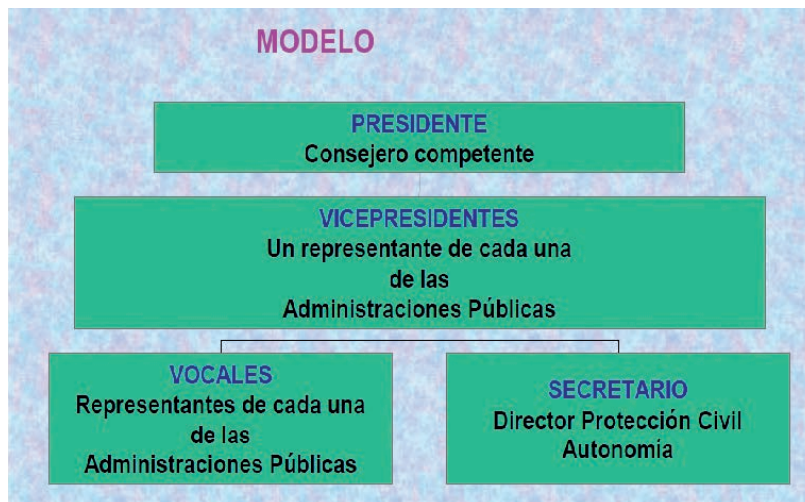 MODELO
PRESIDENTE
Consejero competente
VICEPRESIDENTES
Un representante de cada una
de las
Administraciones Públicas
VOCALES
Representantes de cada una
de las
Administraciones Públicas
SECRETARIO
Director Protección Civil
Autonomía